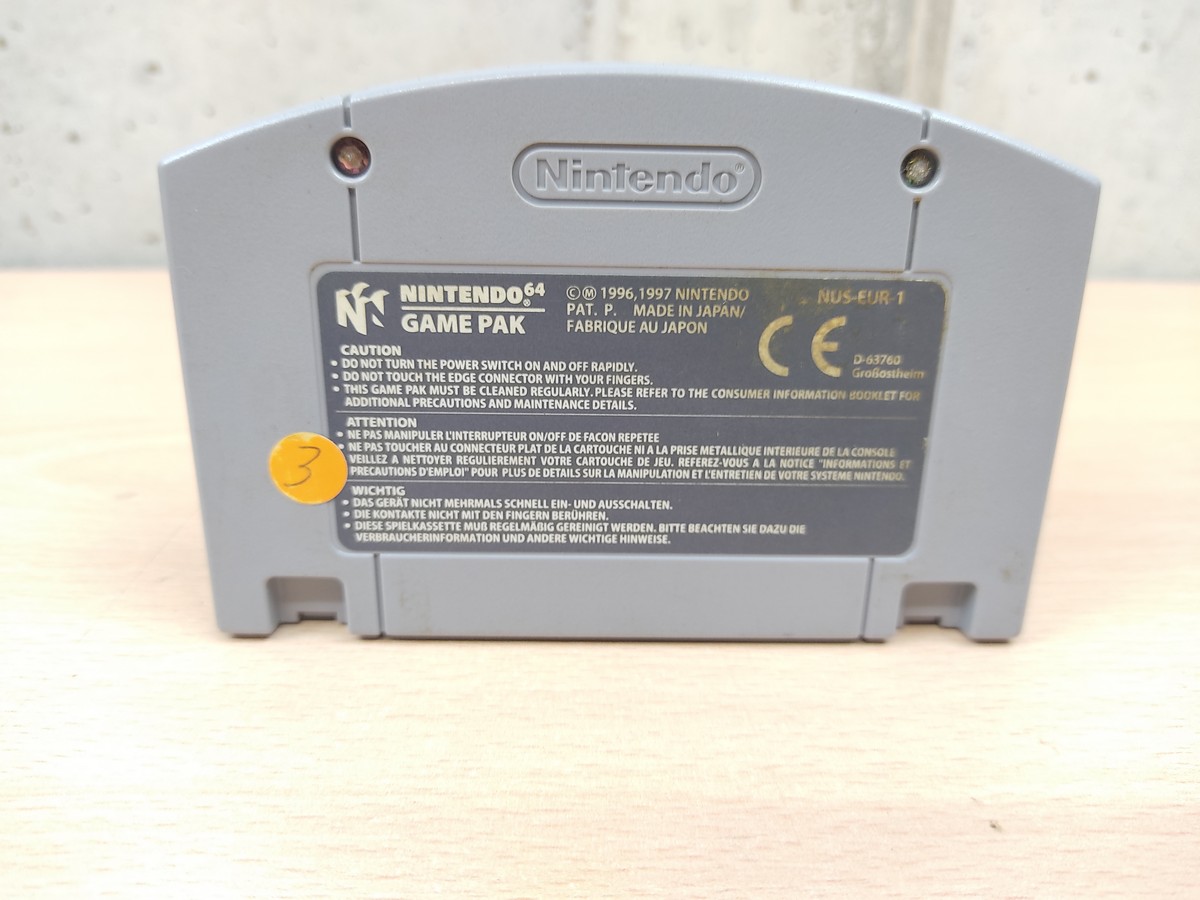 Nintendo®
NINTENDO64®
GAME PAK
©Ⓜ 1996,1997 NINTENDO
PAT. P. MADE IN JAPAN/
FABRIQUE AU JAPON
NUS-EUR-1
CE
D-63760
Großostheim
CAUTION
• DO NOT TURN THE POWER SWITCH ON AND OFF RAPIDLY.
• DO NOT TOUCH THE EDGE CONNECTOR WITH YOUR FINGERS.
• THIS GAME PAK MUST BE CLEANED REGULARLY. PLEASE REFER TO THE CONSUMER INFORMATION BOOKLET FOR
ADDITIONAL PRECAUTIONS AND MAINTENANCE DETAILS.
ATTENTION
• NE PAS MANIPULER L'INTERRUPTEUR ON/OFF DE FACON REPETEE
• NE PAS TOUCHER AU CONNECTEUR PLAT DE LA CARTOUCHE NI A LA PRISE METALLIQUE INTERIEURE DE LA CONSOLE
VEILLEZ A NETTOYER REGULIEREMENT VOTRE CARTOUCHE DE JEU. REFEREZ-VOUS A LA NOTICE "INFORMATIONS ET
PRECAUTIONS D'EMPLOI" POUR PLUS DE DETAILS SUR LA MANIPULATION ET L'ENTRETIEN DE VOTRE SYSTEME NINTENDO.
3
WICHTIG
• DAS GERÄT NICHT MEHRMALS SCHNELL EIN- UND AUSSCHALTEN.
• DIE KONTAKTE NICHT MIT DEN FINGERN BERÜHREN.
• DIESE SPIELKASSETTE MUß REGELMÄßIG GEREINIGT WERDEN. BITTE BEACHTEN SIE DAZU DIE
VERBRAUCHERINFORMATION UND ANDERE WICHTIGE HINWEISE.